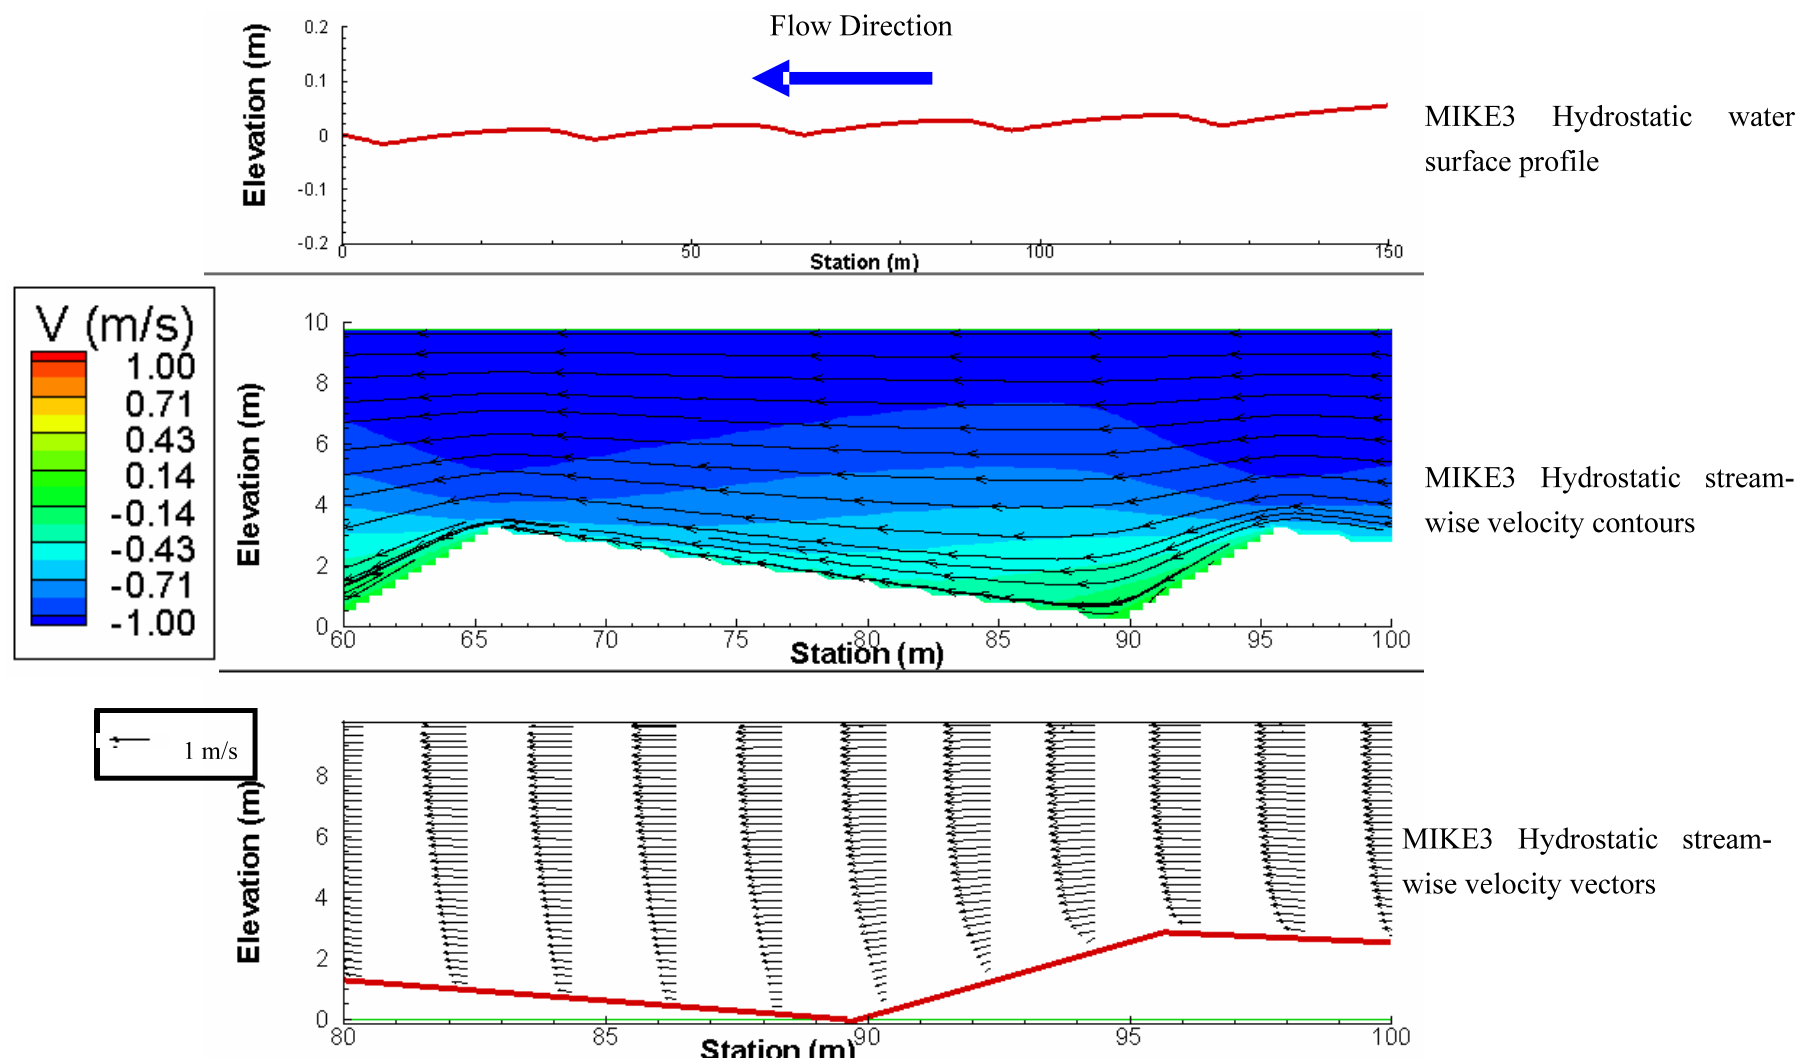 Flow Direction
0.2
0.1
0
-0.1
-0.2
Elevation (m)
0 50 100 150
Station (m)
MIKE3 Hydrostatic water
surface profile
V (m/s)
1.00
0.71
0.43
0.14
-0.14
-0.43
-0.71
-1.00
10
8
6
4
2
0
Elevation (m)
60 65 70 75 80 85 90 95 100
Station (m)
MIKE3 Hydrostatic stream-
wise velocity contours
1 m/s
8
6
4
2
0
Elevation (m)
80 85 90 95 100
Station (m)
MIKE3 Hydrostatic stream-
wise velocity vectors